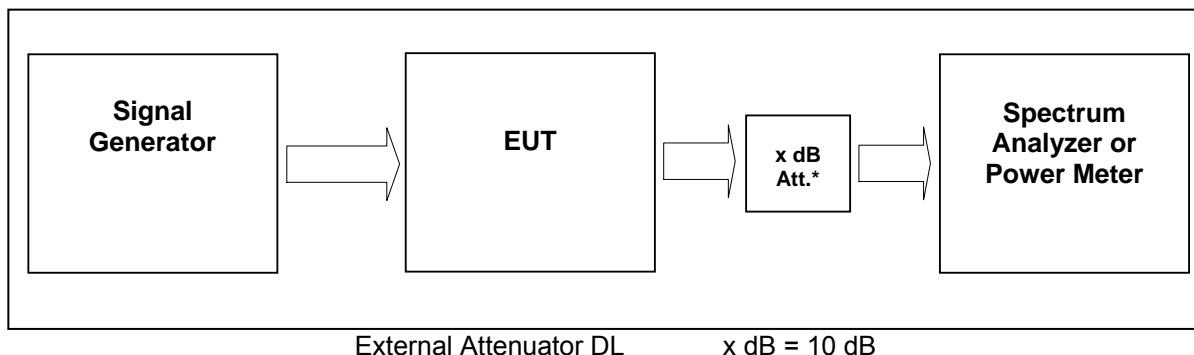 Signal
Generator
EUT
x dB
Att.*
Spectrum
Analyzer or
Power Meter
External Attenuator DL x dB = 10 dB